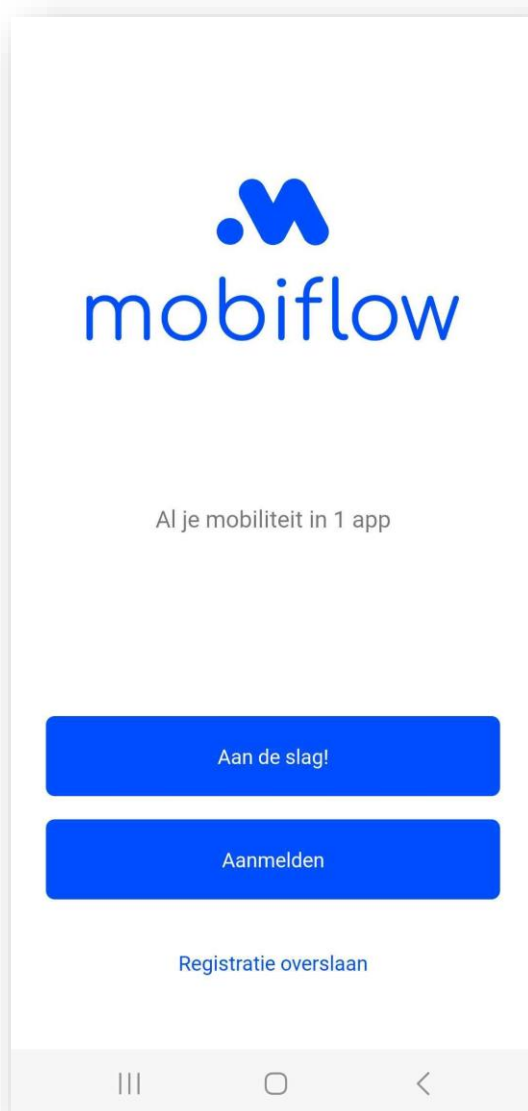 mobiflow
Al je mobiliteit in 1 app
Aan de slag!
Aanmelden
Registratie overslaan